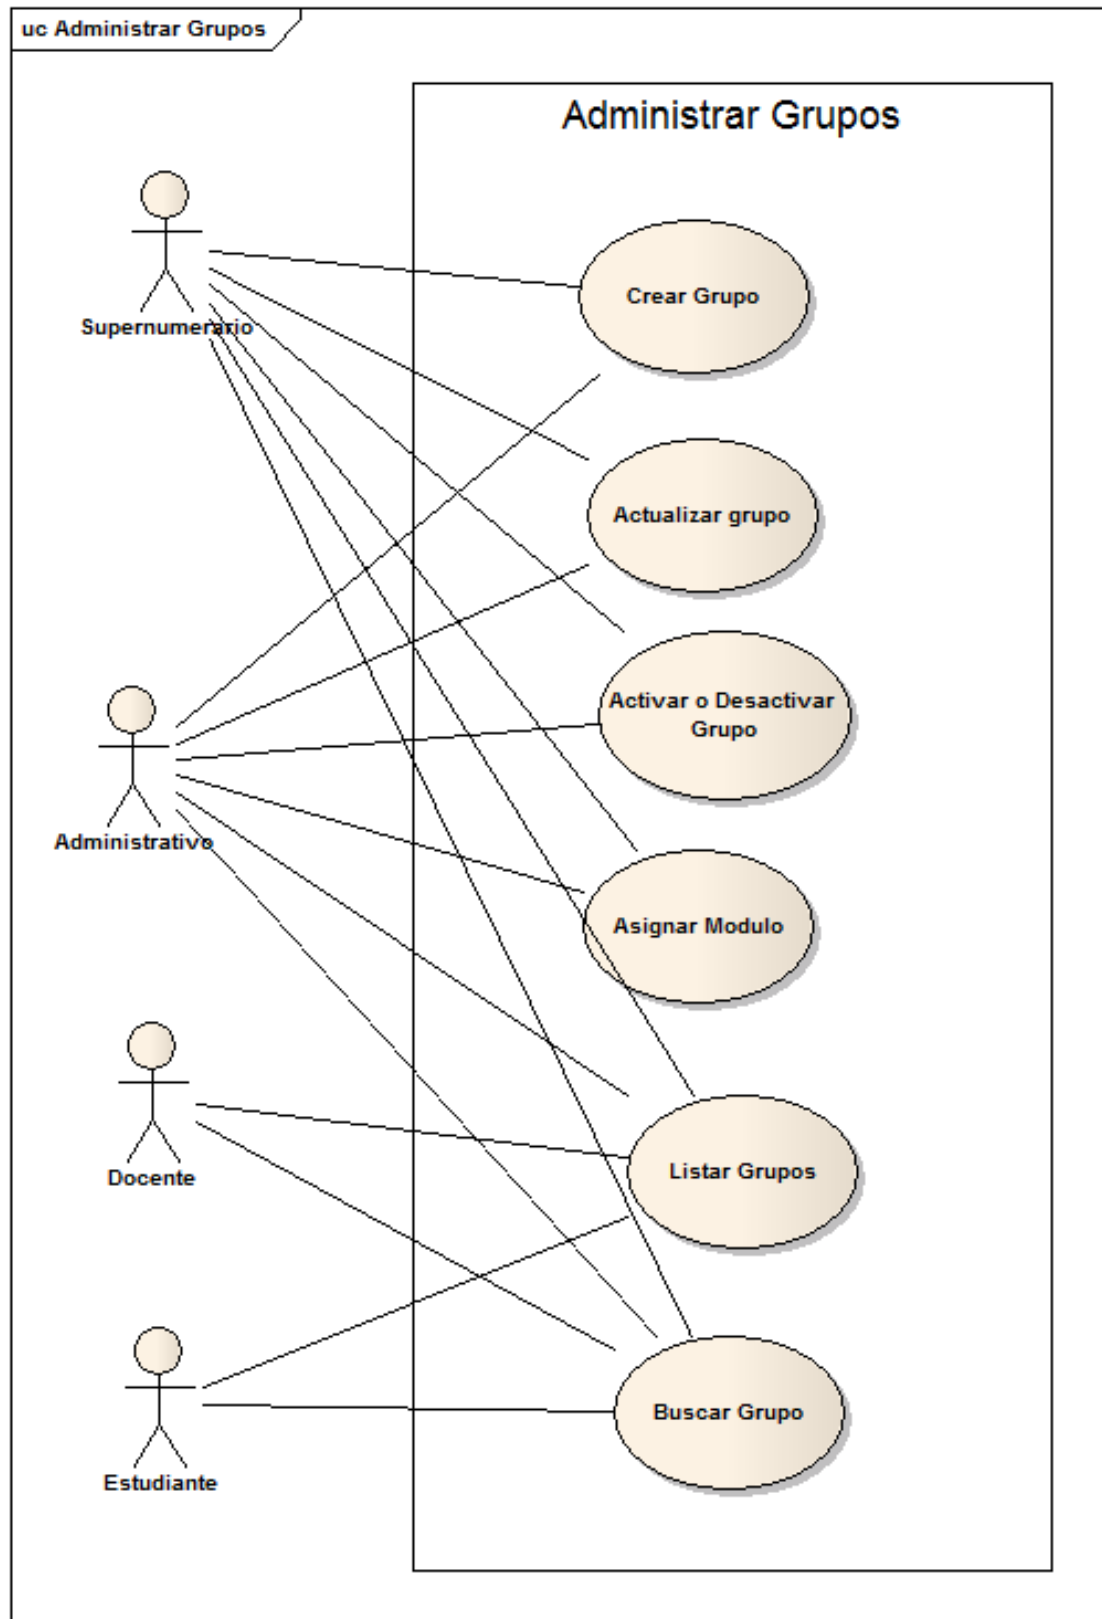 uc Administrar Grupos
Administrar Grupos
Supernumerario
Crear Grupo
Actualizar grupo
Activar o Desactivar
Grupo
Administrativo
Asignar Modulo
Docente
Listar Grupos
Estudiante
Buscar Grupo